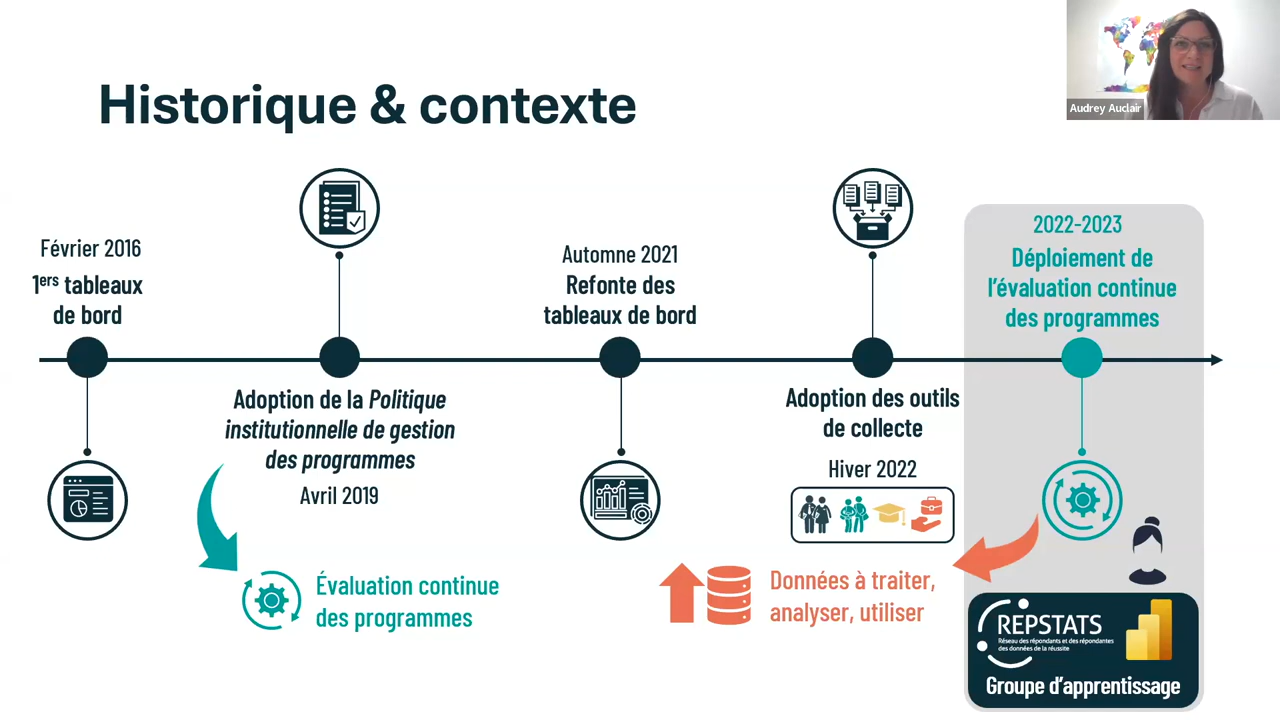 Audrey Auclair
Historique & contexte
Février 2016
1ers tableaux
de bord
Adoption de la Politique
institutionnelle de gestion
des programmes
Avril 2019
Évaluation continue
des programmes
Automne 2021
Refonte des
tableaux de bord
Adoption des outils
de collecte
Hiver 2022
Données à traiter,
analyser, utiliser
2022-2023
Déploiement de
l’évaluation continue
des programmes
REPSTATS
Réseau des répondants et des répondantes
des données de la réussite
Groupe d’apprentissage